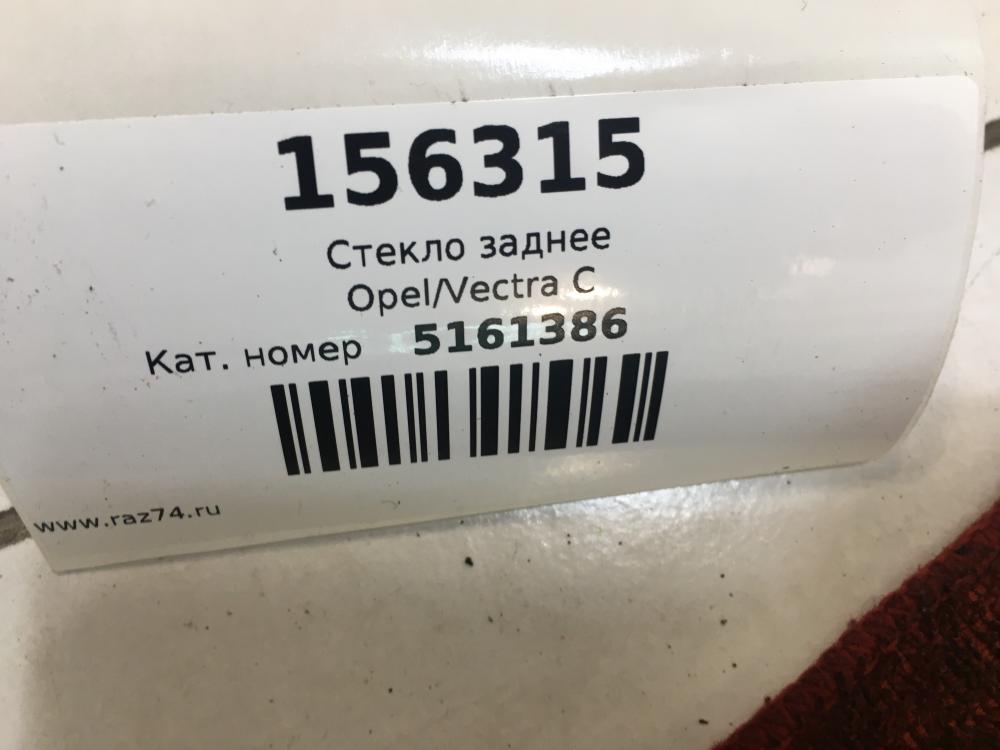 156315
Стекло заднее
Opel/Vectra C
Кат. номер 5161386
www.raz74.ru